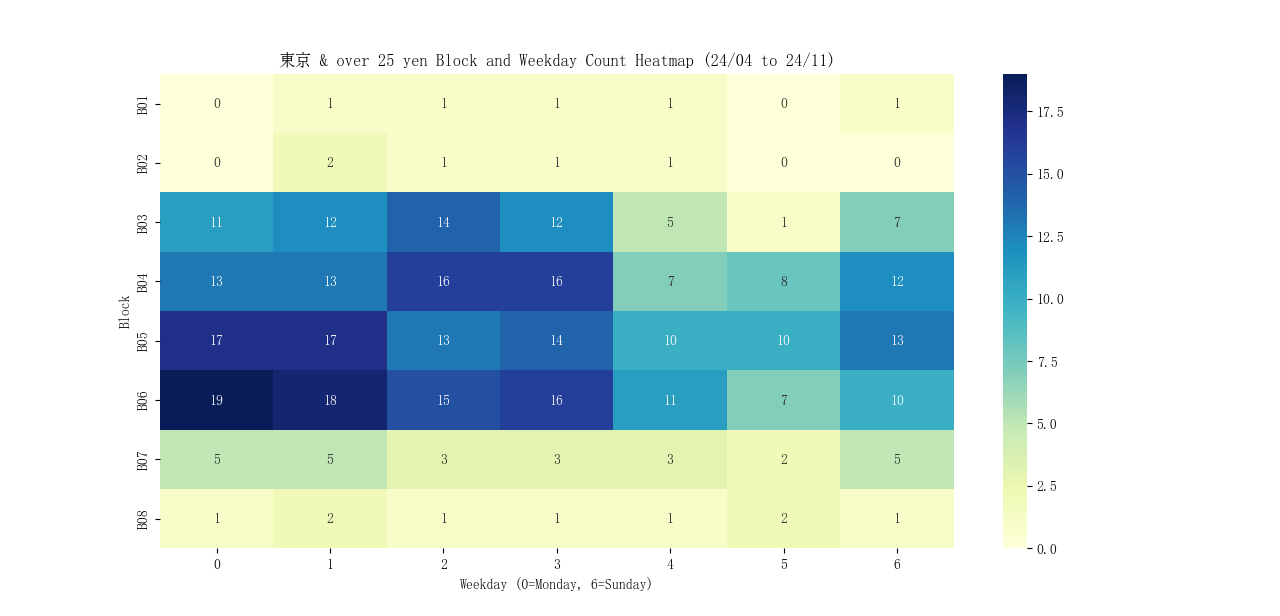 東京 & over 25 yen Block and Weekday Count Heatmap (24/04 to 24/11)
B01 0 1 1 1 1 0 1
B02 0 2 1 1 1 0 0
B03 11 12 14 12 5 1 7
B04 13 13 16 16 7 8 12
B05 17 17 13 14 10 10 13
B06 19 18 15 16 11 7 10
B07 5 5 3 3 3 2 5
B08 1 2 1 1 1 2 1
0 1 2 3 4 5 6
Block
Weekday (0=Monday, 6=Sunday)
17.5
15.0
12.5
10.0
7.5
5.0
2.5
0.0